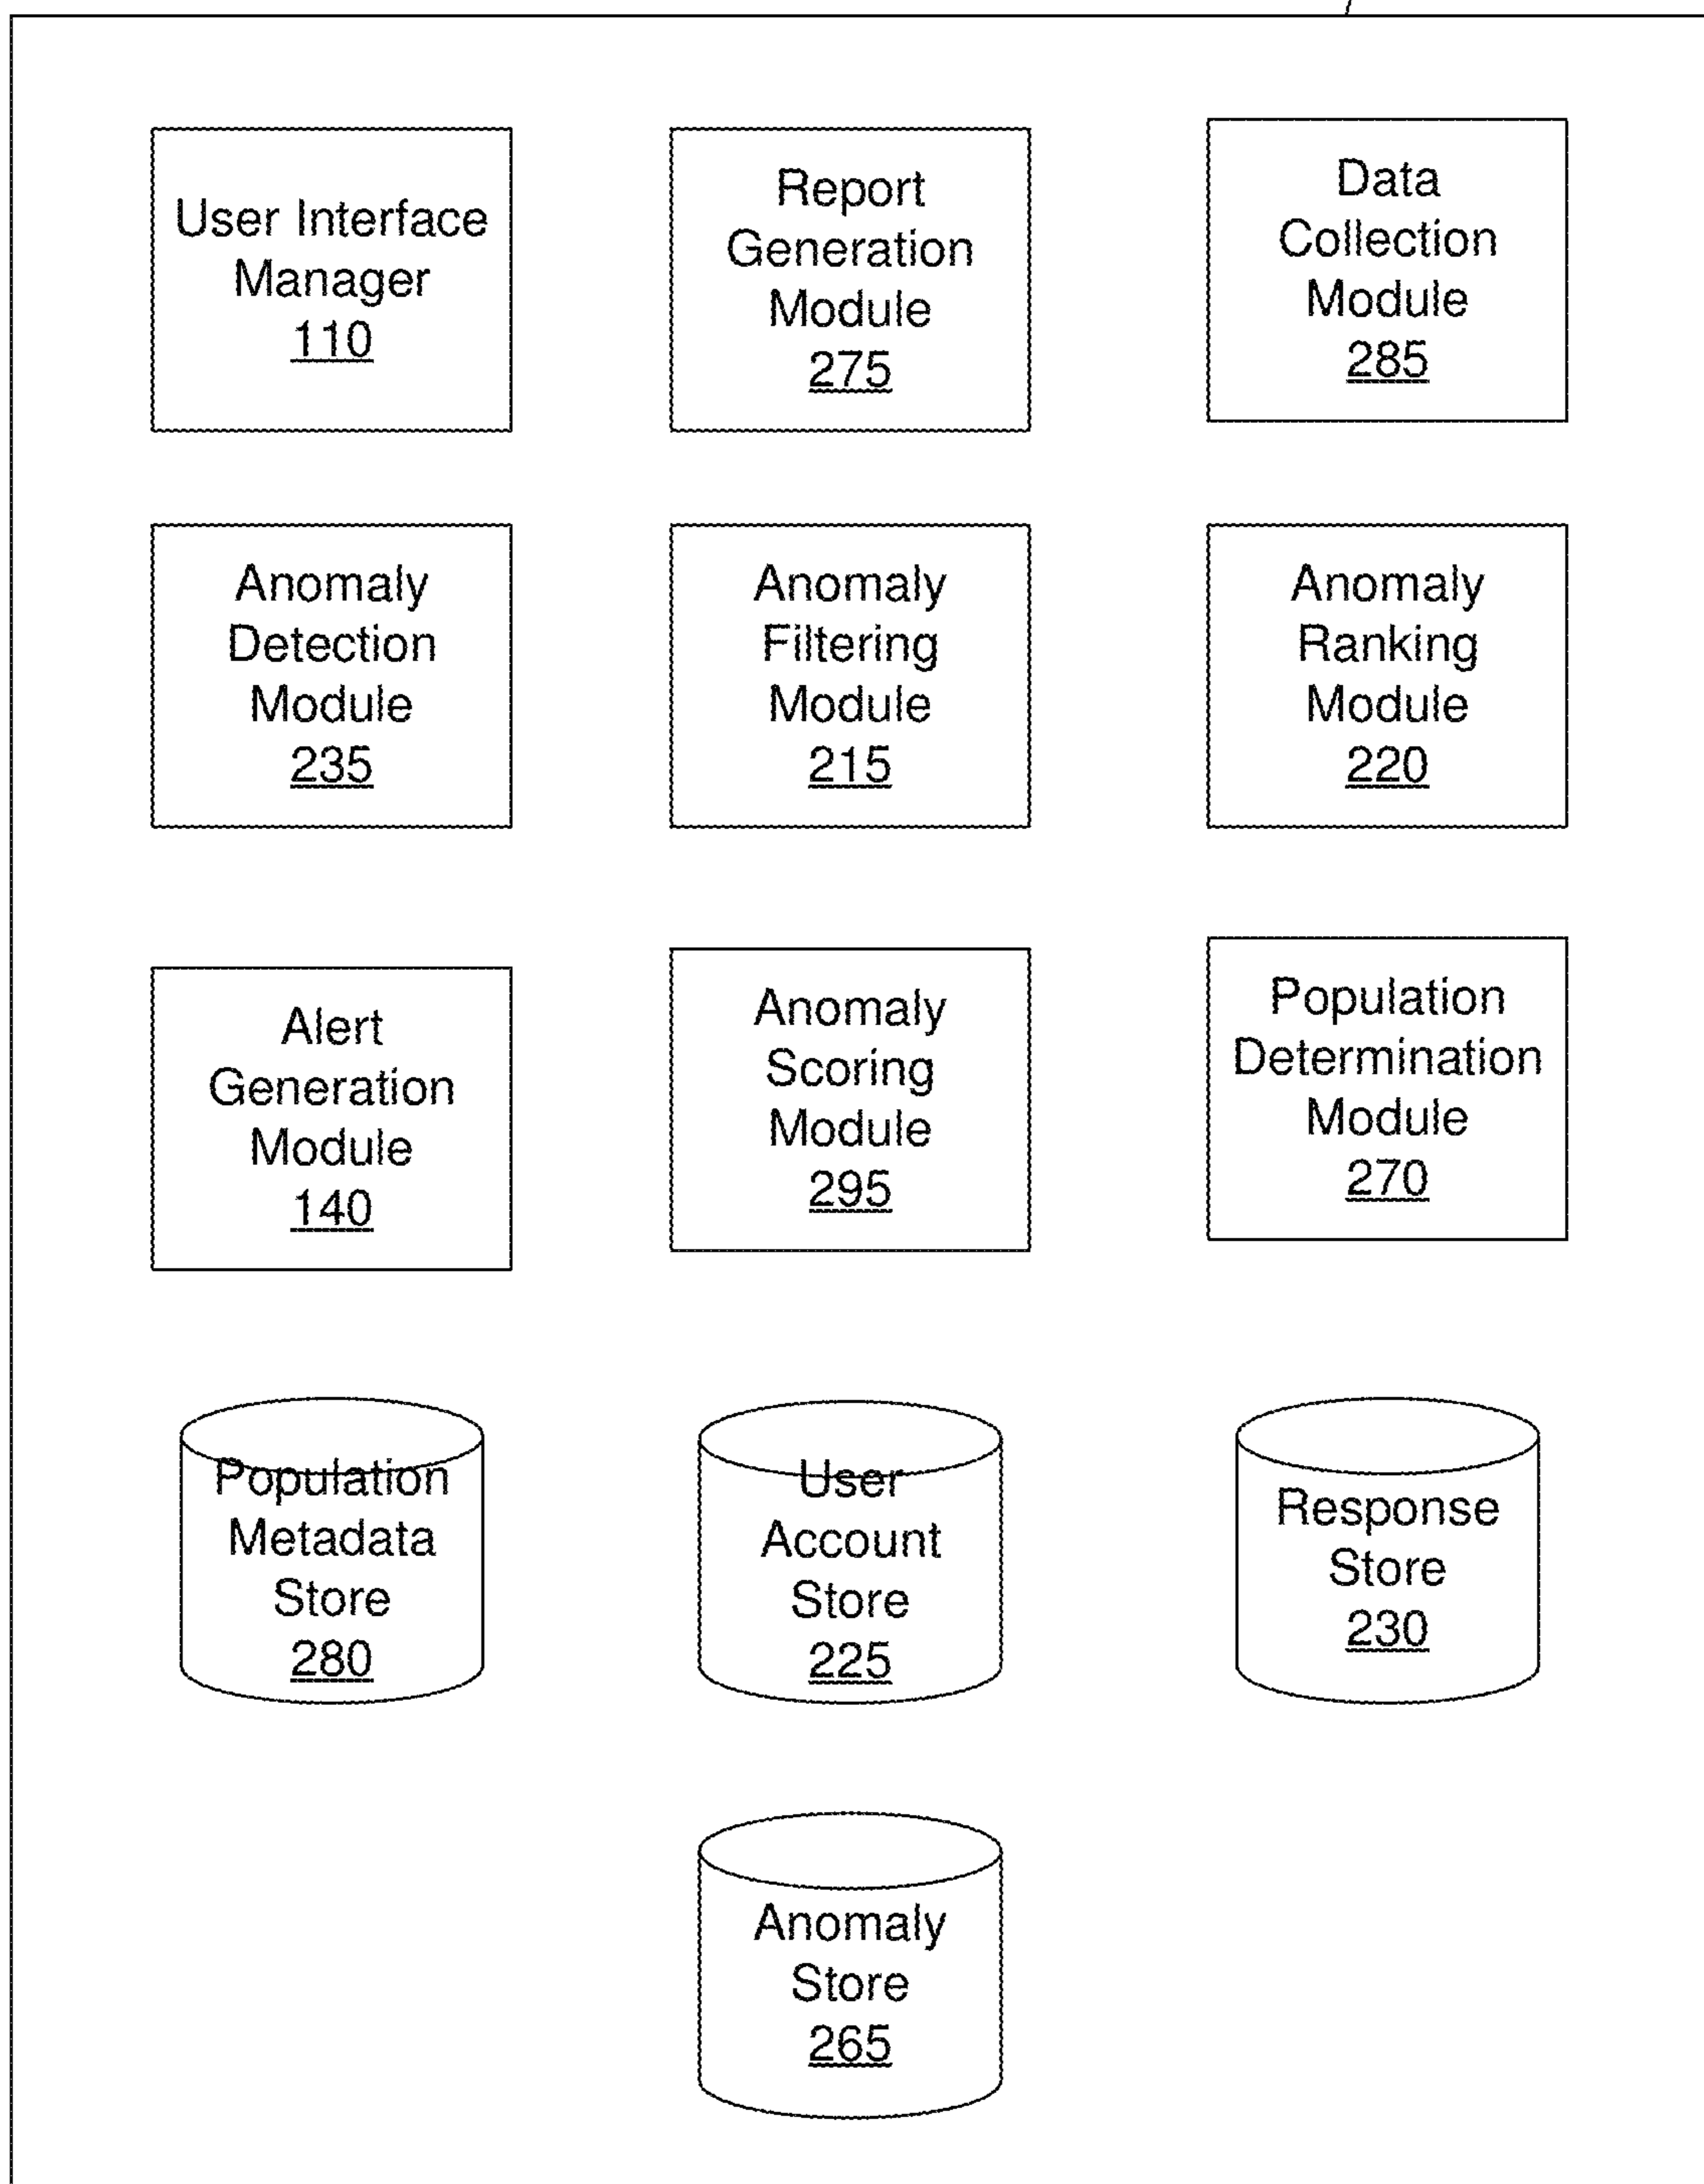 User Interface
Manager
110
Report
Generation
Module
275
Data
Collection
Module
285
Anomaly
Detection
Module
235
Anomaly
Filtering
Module
215
Anomaly
Ranking
Module
220
Alert
Generation
Module
140
Anomaly
Scoring
Module
295
Population
Determination
Module
270
Population
Metadata
Store
280
User
Account
Store
225
Response
Store
230
Anomaly
Store
265